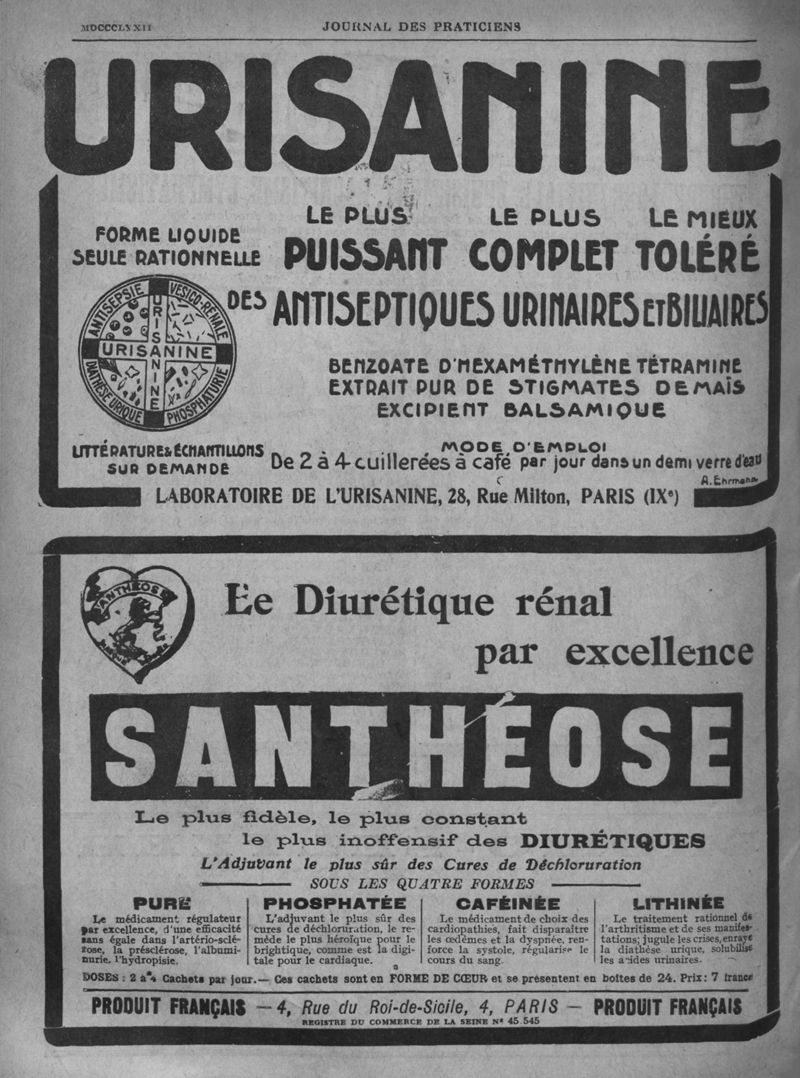 MDCCCLXXII
JOURNAL DES PRATICIENS
URISANINE
FORME LIQUIDE
SEULE RATIONNELLE
LE PLUS LE PLUS LE MIEUX
PUISSANT COMPLET TOLÉRÉ
DES ANTISEPTIQUES URINAIRES ET BILIAIRES
ANTISEPSIE VESICO-RENALE
URISANINE
URISANINE
DIATHÈSE URIQUE PHOSPHATURIE
BENZOATE D'HEXAMÉTHYLÈNE TÉTRAMINE
EXTRAIT PUR DE STIGMATES DE MAÏS
EXCIPIENT BALSAMIQUE
LITTÉRATURE & ÉCHANTILLONS
SUR DEMANDE
MODE D'EMPLOI
De 2 à 4 cuillerées à café par jour dans un demi verre d'eau
A. Ehrmann
LABORATOIRE DE L'URISANINE, 28, Rue Milton, PARIS (IXe)
SANTHÉOSE
Le Diurétique rénal
par excellence
SANTHÉOSE
Le plus fidèle, le plus constant
le plus inoffensif des DIURÉTIQUES
L'Adjuvant le plus sûr des Cures de Déchloruration
SOUS LES QUATRE FORMES
PURE
Le médicament régulateur
par excellence, d'une efficacité
sans égale dans l'artério-sclé-
rose, la présclérose, l'albumi-
nurie, l'hydropisie.
PHOSPHATÉE
L'adjuvant le plus sûr des
cures de déchloruration, le re-
mède le plus héroïque pour le
brightique, comme est la digi-
tale pour le cardiaque.
CAFÉINÉE
Le médicament de choix des
cardiopathies, fait disparaître
les œdèmes et la dyspnée, ren-
force la systole, régularise le
cours du sang.
LITHINÉE
Le traitement rationnel de
l'arthritisme et de ses manifes-
tations; jugule les crises, enraye
la diathèse urique, solubilise
les acides urinaires.
DOSES: 2 à 4 Cachets par jour.— Ces cachets sont en FORME DE CŒUR et se présentent en boîtes de 24. Prix: 7 francs
PRODUIT FRANÇAIS — 4, Rue du Roi-de-Sicile, 4, PARIS — PRODUIT FRANÇAIS
REGISTRE DU COMMERCE DE LA SEINE Nº 45.545